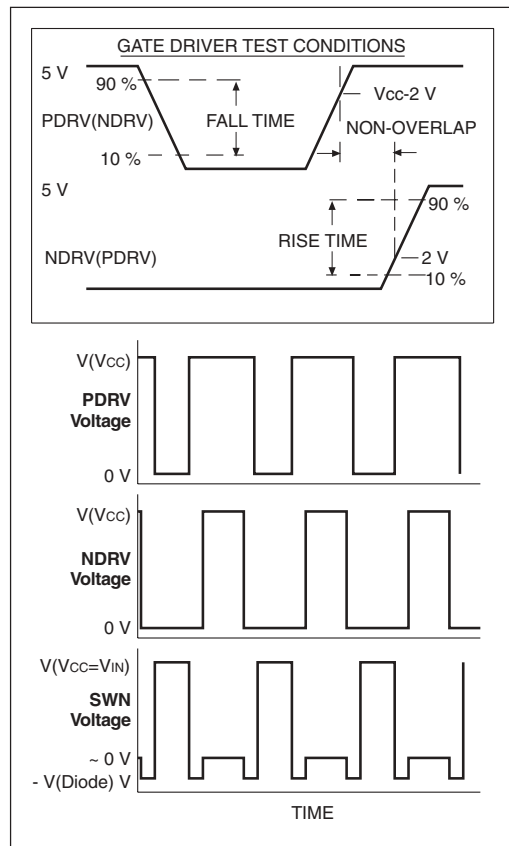 GATE DRIVER TEST CONDITIONS
5 V
90 %
Vcc-2 V
PDRV(NDRV)
FALL TIME
NON-OVERLAP
10 %
5 V
90 %
RISE TIME
NDRV(PDRV)
2 V
10 %
V(VCC)
PDRV
Voltage
0 V
V(VCC)
NDRV
Voltage
0 V
V(VCC=VIN)
SWN
Voltage
~ 0 V
- V(Diode) V
TIME